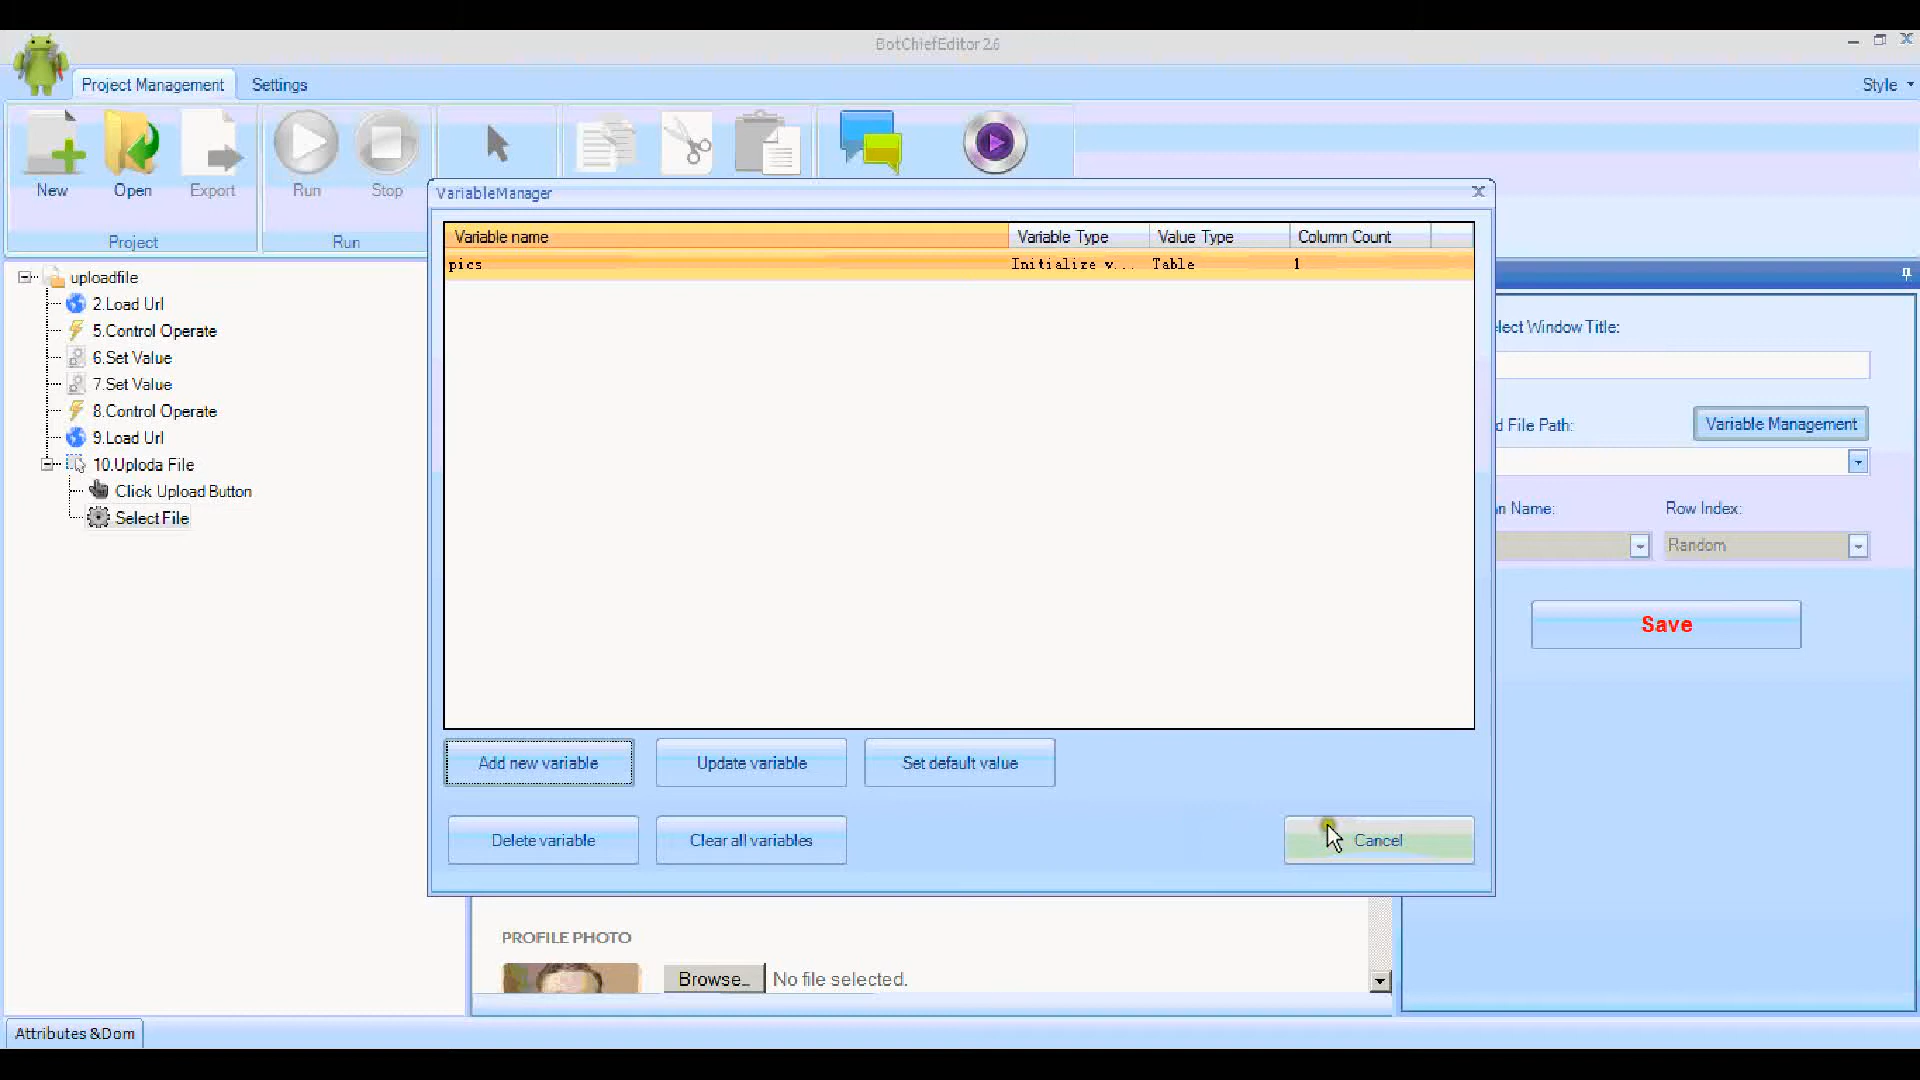 BotChiefEditor 2.6
Project Management
Settings
Style
New
Open
Export
Run
Stop
Project
Run
VariableManager
Variable name
Variable Type
Value Type
Column Count
pics
Initialize v...
Table
1
uploadfile
2.Load Url
5.Control Operate
6.Set Value
7.Set Value
8.Control Operate
9.Load Url
10.Uploda File
Click Upload Button
Select File
lect Window Title:
d File Path:
Variable Management
n Name:
Row Index:
Random
Save
Add new variable
Update variable
Set default value
Delete variable
Clear all variables
Cancel
PROFILE PHOTO
Browse...
No file selected.
Attributes &Dom